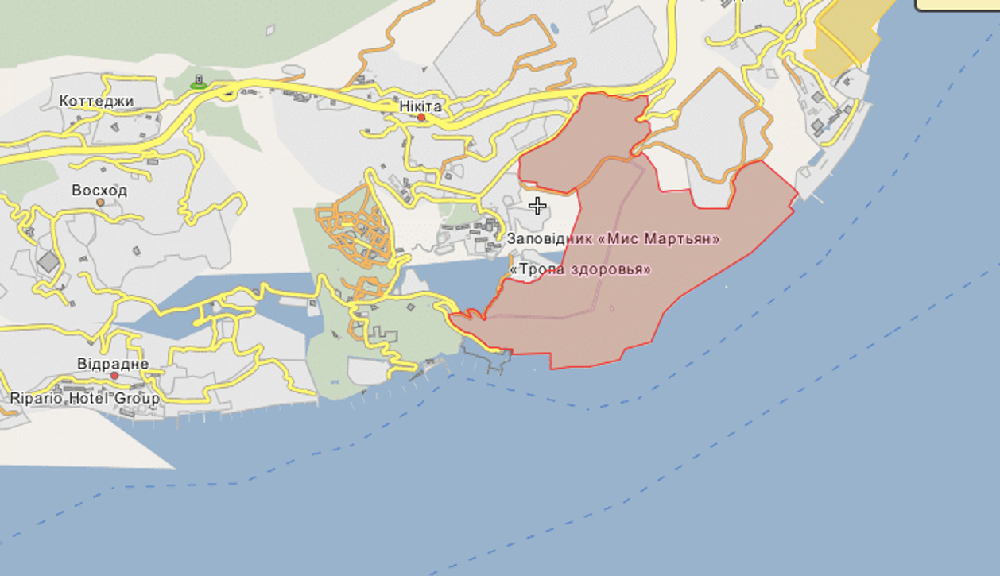 Коттеджи
Нікіта
Восход
Заповідник «Мис Мартьян»
«Тропа здоровья»
Відрадне
Ripario Hotel Group